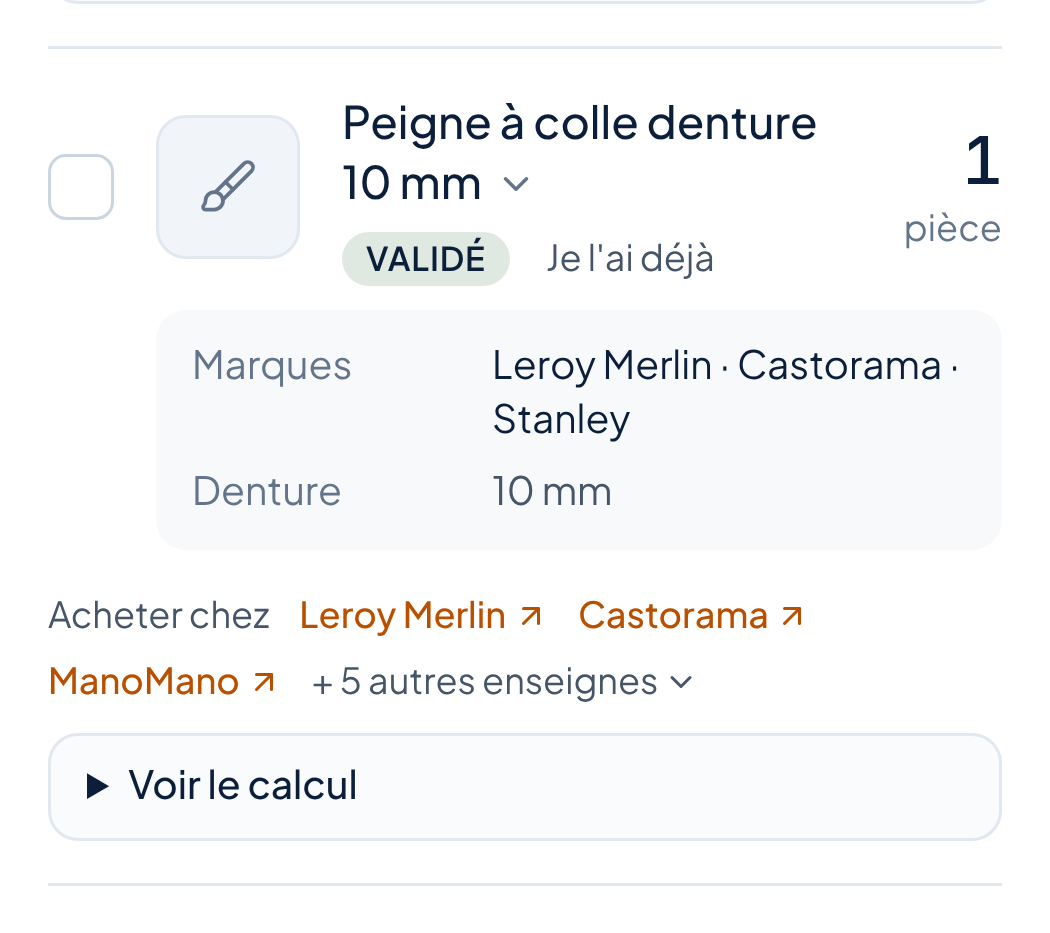 Peigne à colle denture
10 mm
1
pièce
VALIDÉ Je l'ai déjà
Marques Leroy Merlin · Castorama ·
Stanley
Denture 10 mm
Acheter chez Leroy Merlin ↗ Castorama ↗
ManoMano ↗ + 5 autres enseignes
Voir le calcul